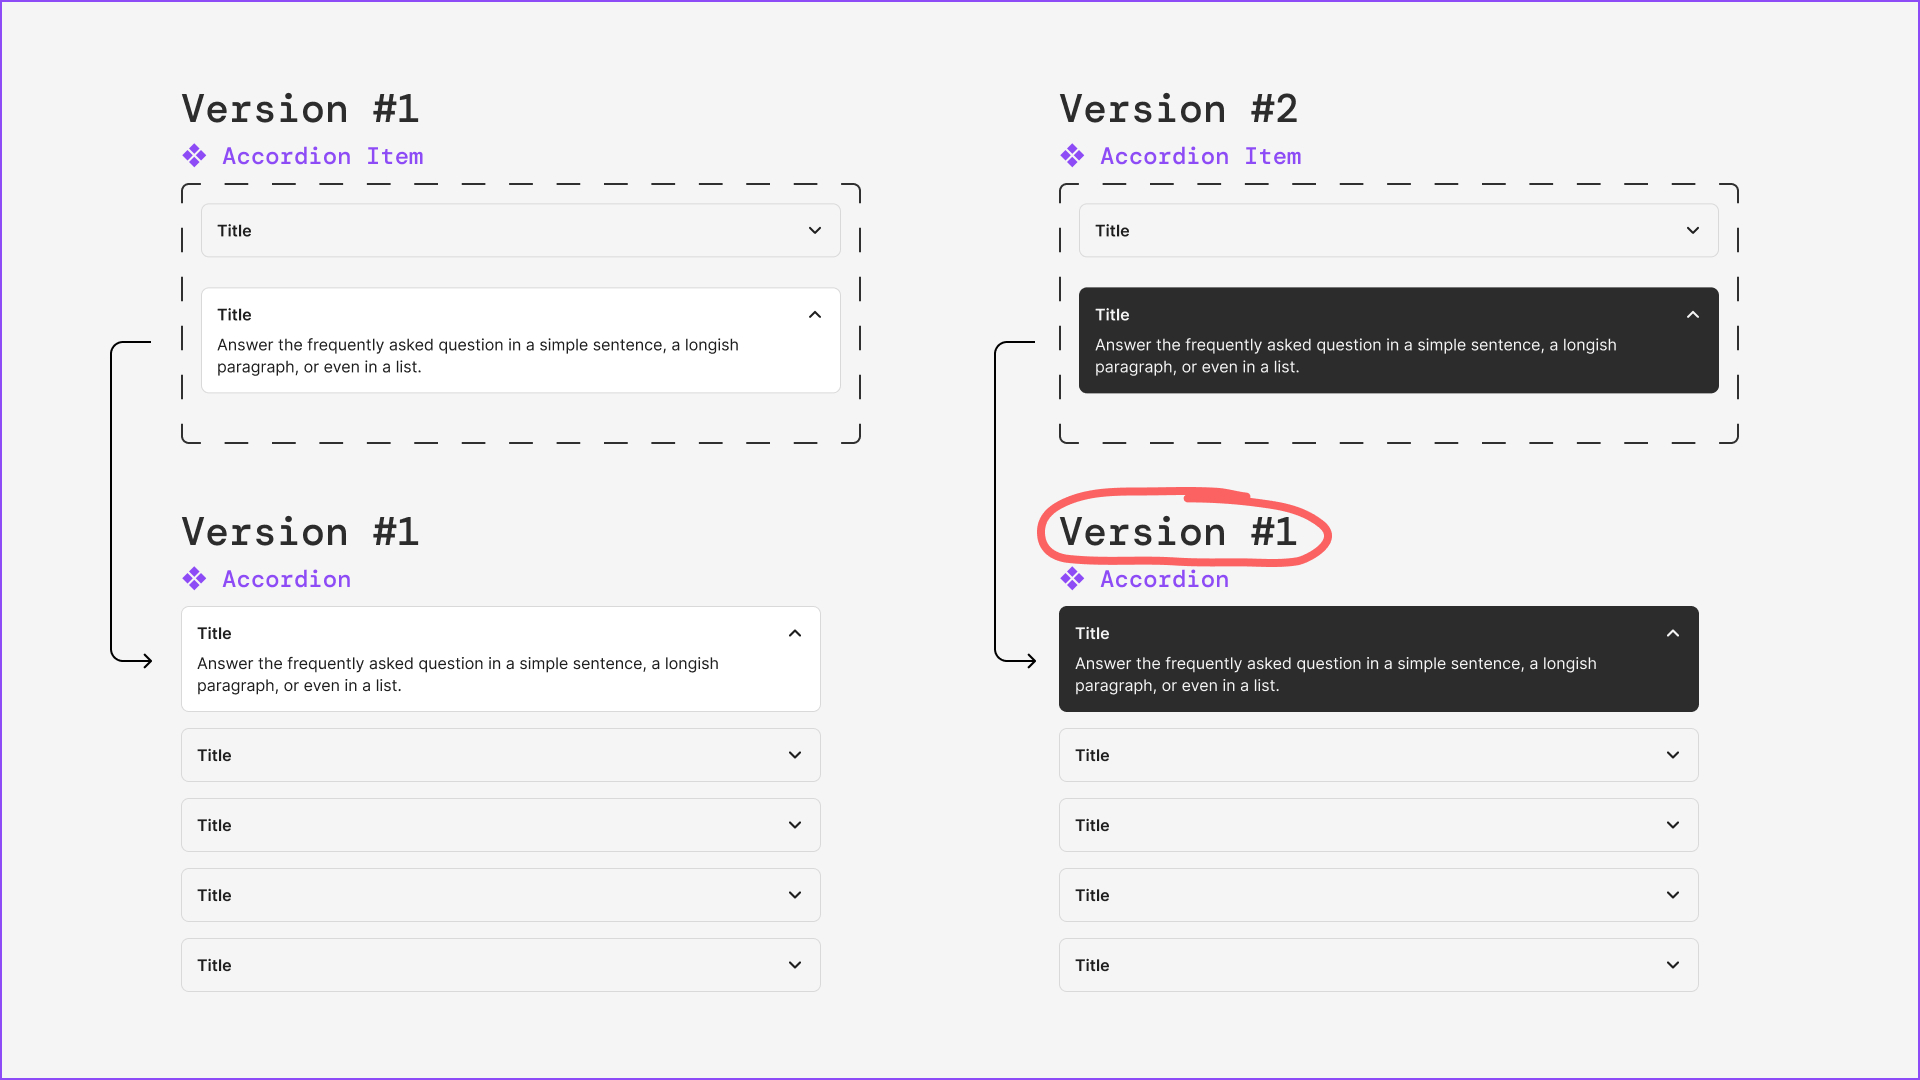 Version #1
Accordion Item
Title
Title
Answer the frequently asked question in a simple sentence, a longish
paragraph, or even in a list.
Version #1
Accordion
Title
Answer the frequently asked question in a simple sentence, a longish
paragraph, or even in a list.
Title
Title
Title
Title
Version #2
Accordion Item
Title
Title
Answer the frequently asked question in a simple sentence, a longish
paragraph, or even in a list.
Version #1
Accordion
Title
Answer the frequently asked question in a simple sentence, a longish
paragraph, or even in a list.
Title
Title
Title
Title